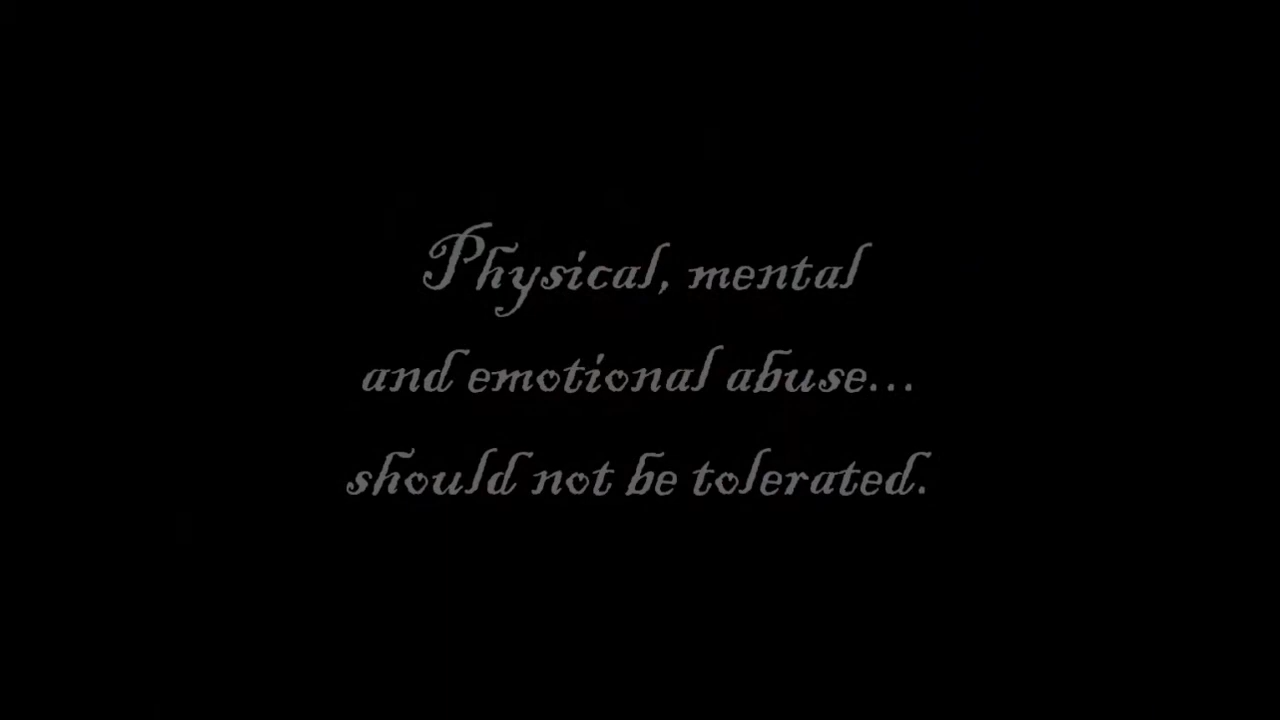 Physical, mental
and emotional abuse...
should not be tolerated.